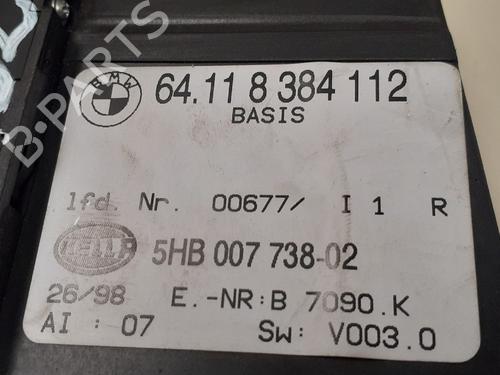 B-PARTS
BMW
64.11 8 384 112
BASIS
lfd. Nr. 00677/ I 1 R
HELLA 5HB 007 738-02
26/98 E.-NR:B 7090.K
AI : 07 SW: V003.0